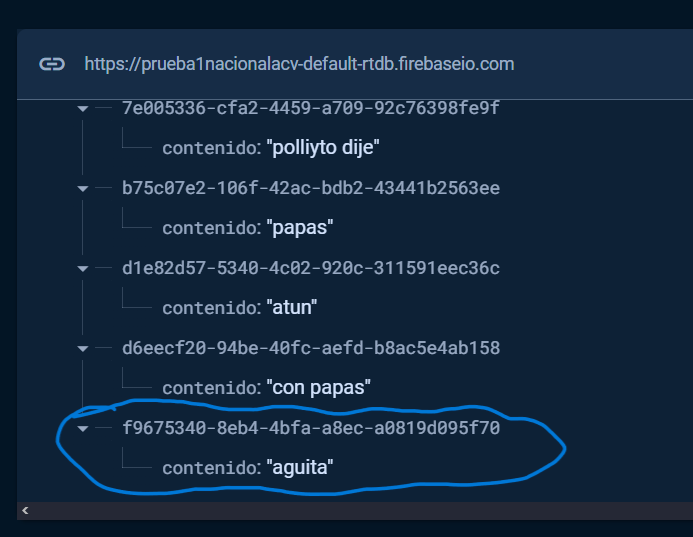 https://prueba1nacionalacv-default-rtdb.firebaseio.com
7e005336-cfa2-4459-a709-92c76398fe9f
contenido: "polliyto dije"
b75c07e2-106f-42ac-bdb2-43441b2563ee
contenido: "papas"
d1e82d57-5340-4c02-920c-311591eec36c
contenido: "atun"
d6eecf20-94be-40fc-aefd-b8ac5e4ab158
contenido: "con papas"
f9675340-8eb4-4bfa-a8ec-a0819d095f70
contenido: "aguita"